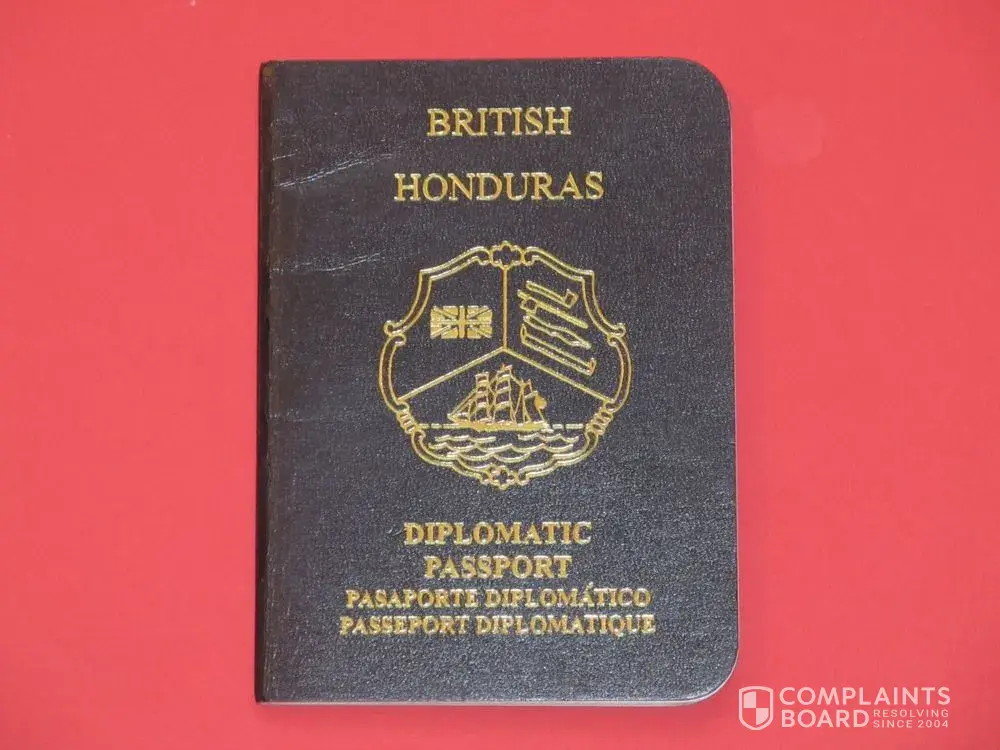 BRITISH
HONDURAS
DIPLOMATIC
PASSPORT
PASAPORTE DIPLOMÁTICO
PASSEPORT DIPLOMATIQUE
COMPLAINTS
BOARD RESOLVING
SINCE 2004